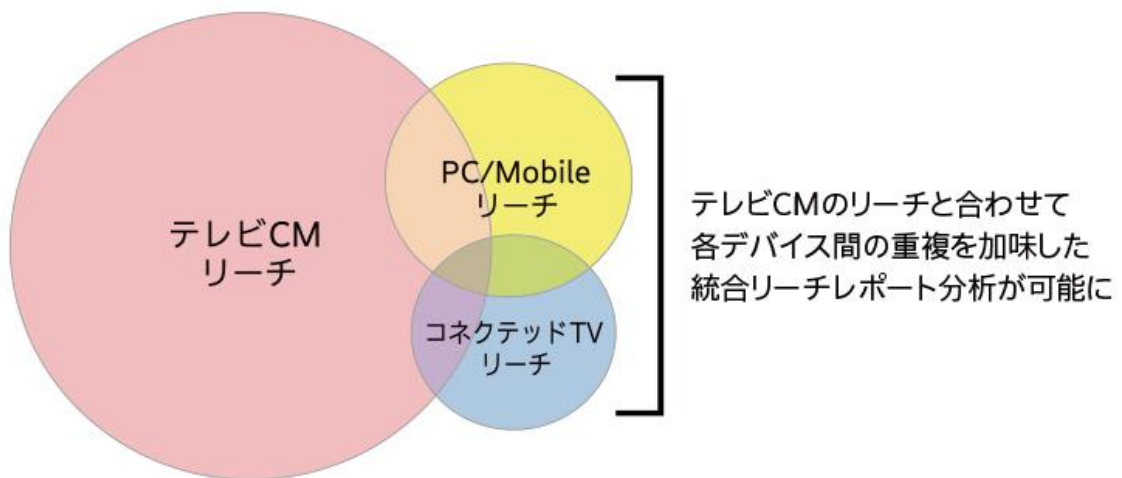 テレビCM
リーチ
PC/Mobile
リーチ
コネクテッドTV
リーチ
テレビCMのリーチと合わせて
各デバイス間の重複を加味した
統合リーチレポート分析が可能に